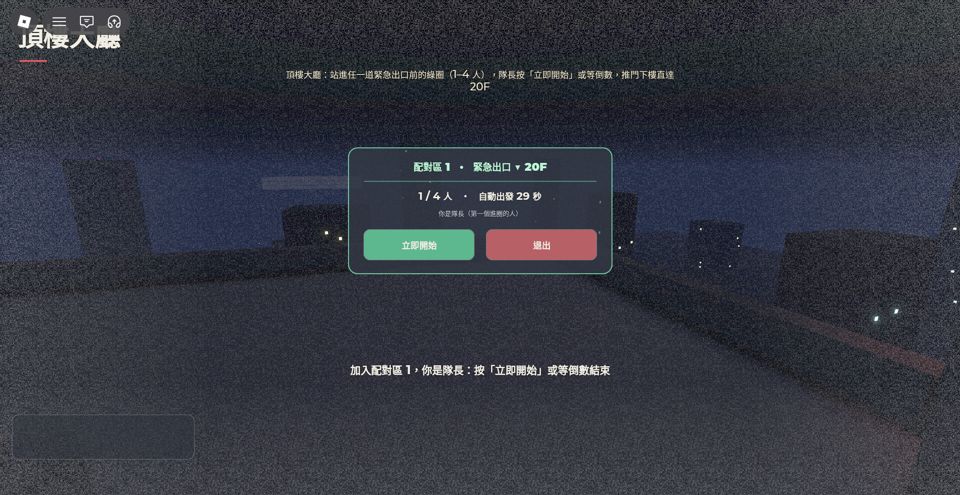 頂樓大廳
頂樓大廳：站進任一道緊急出口前的綠圈（1–4 人），隊長按「立即開始」或等倒數，推門下樓直達
20F
配對區 1 • 緊急出口 ▼ 20F
1 / 4 人 • 自動出發 29 秒
你是隊長（第一個進圈的人）
立即開始
退出
加入配對區 1，你是隊長：按「立即開始」或等倒數結束